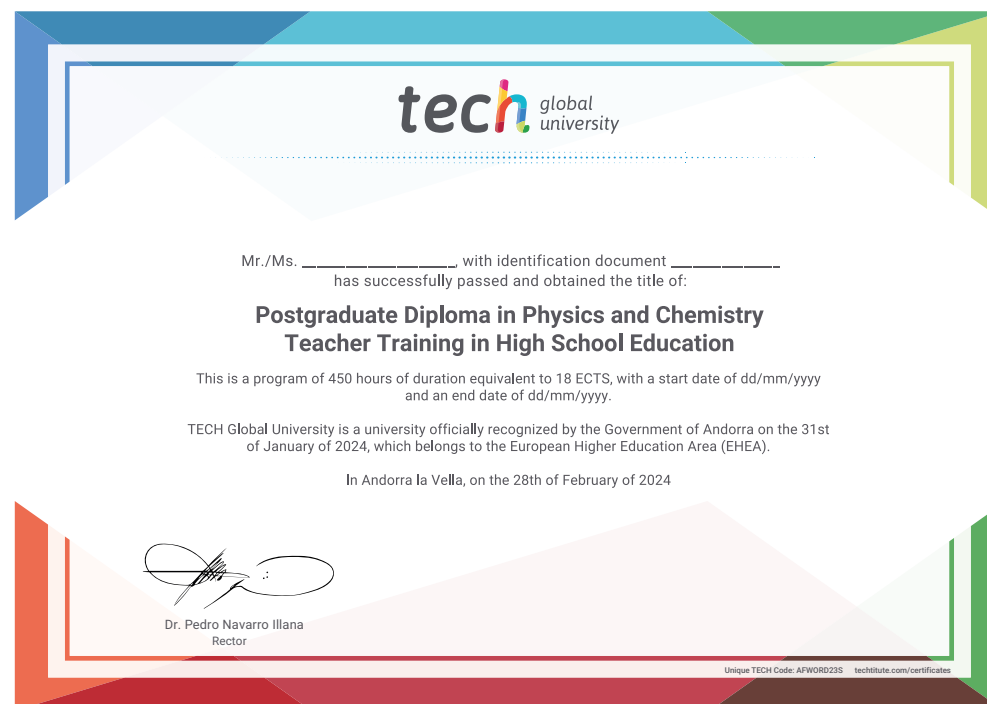 tech global university
Mr./Ms. ____________________, with identification document ______________
has successfully passed and obtained the title of:
Postgraduate Diploma in Physics and Chemistry
Teacher Training in High School Education
This is a program of 450 hours of duration equivalent to 18 ECTS, with a start date of dd/mm/yyyy
and an end date of dd/mm/yyyy.
TECH Global University is a university officially recognized by the Government of Andorra on the 31st
of January of 2024, which belongs to the European Higher Education Area (EHEA).
In Andorra la Vella, on the 28th of February of 2024
Dr. Pedro Navarro Illana
Rector
Unique TECH Code: AFWORD23S techtitute.com/certificates